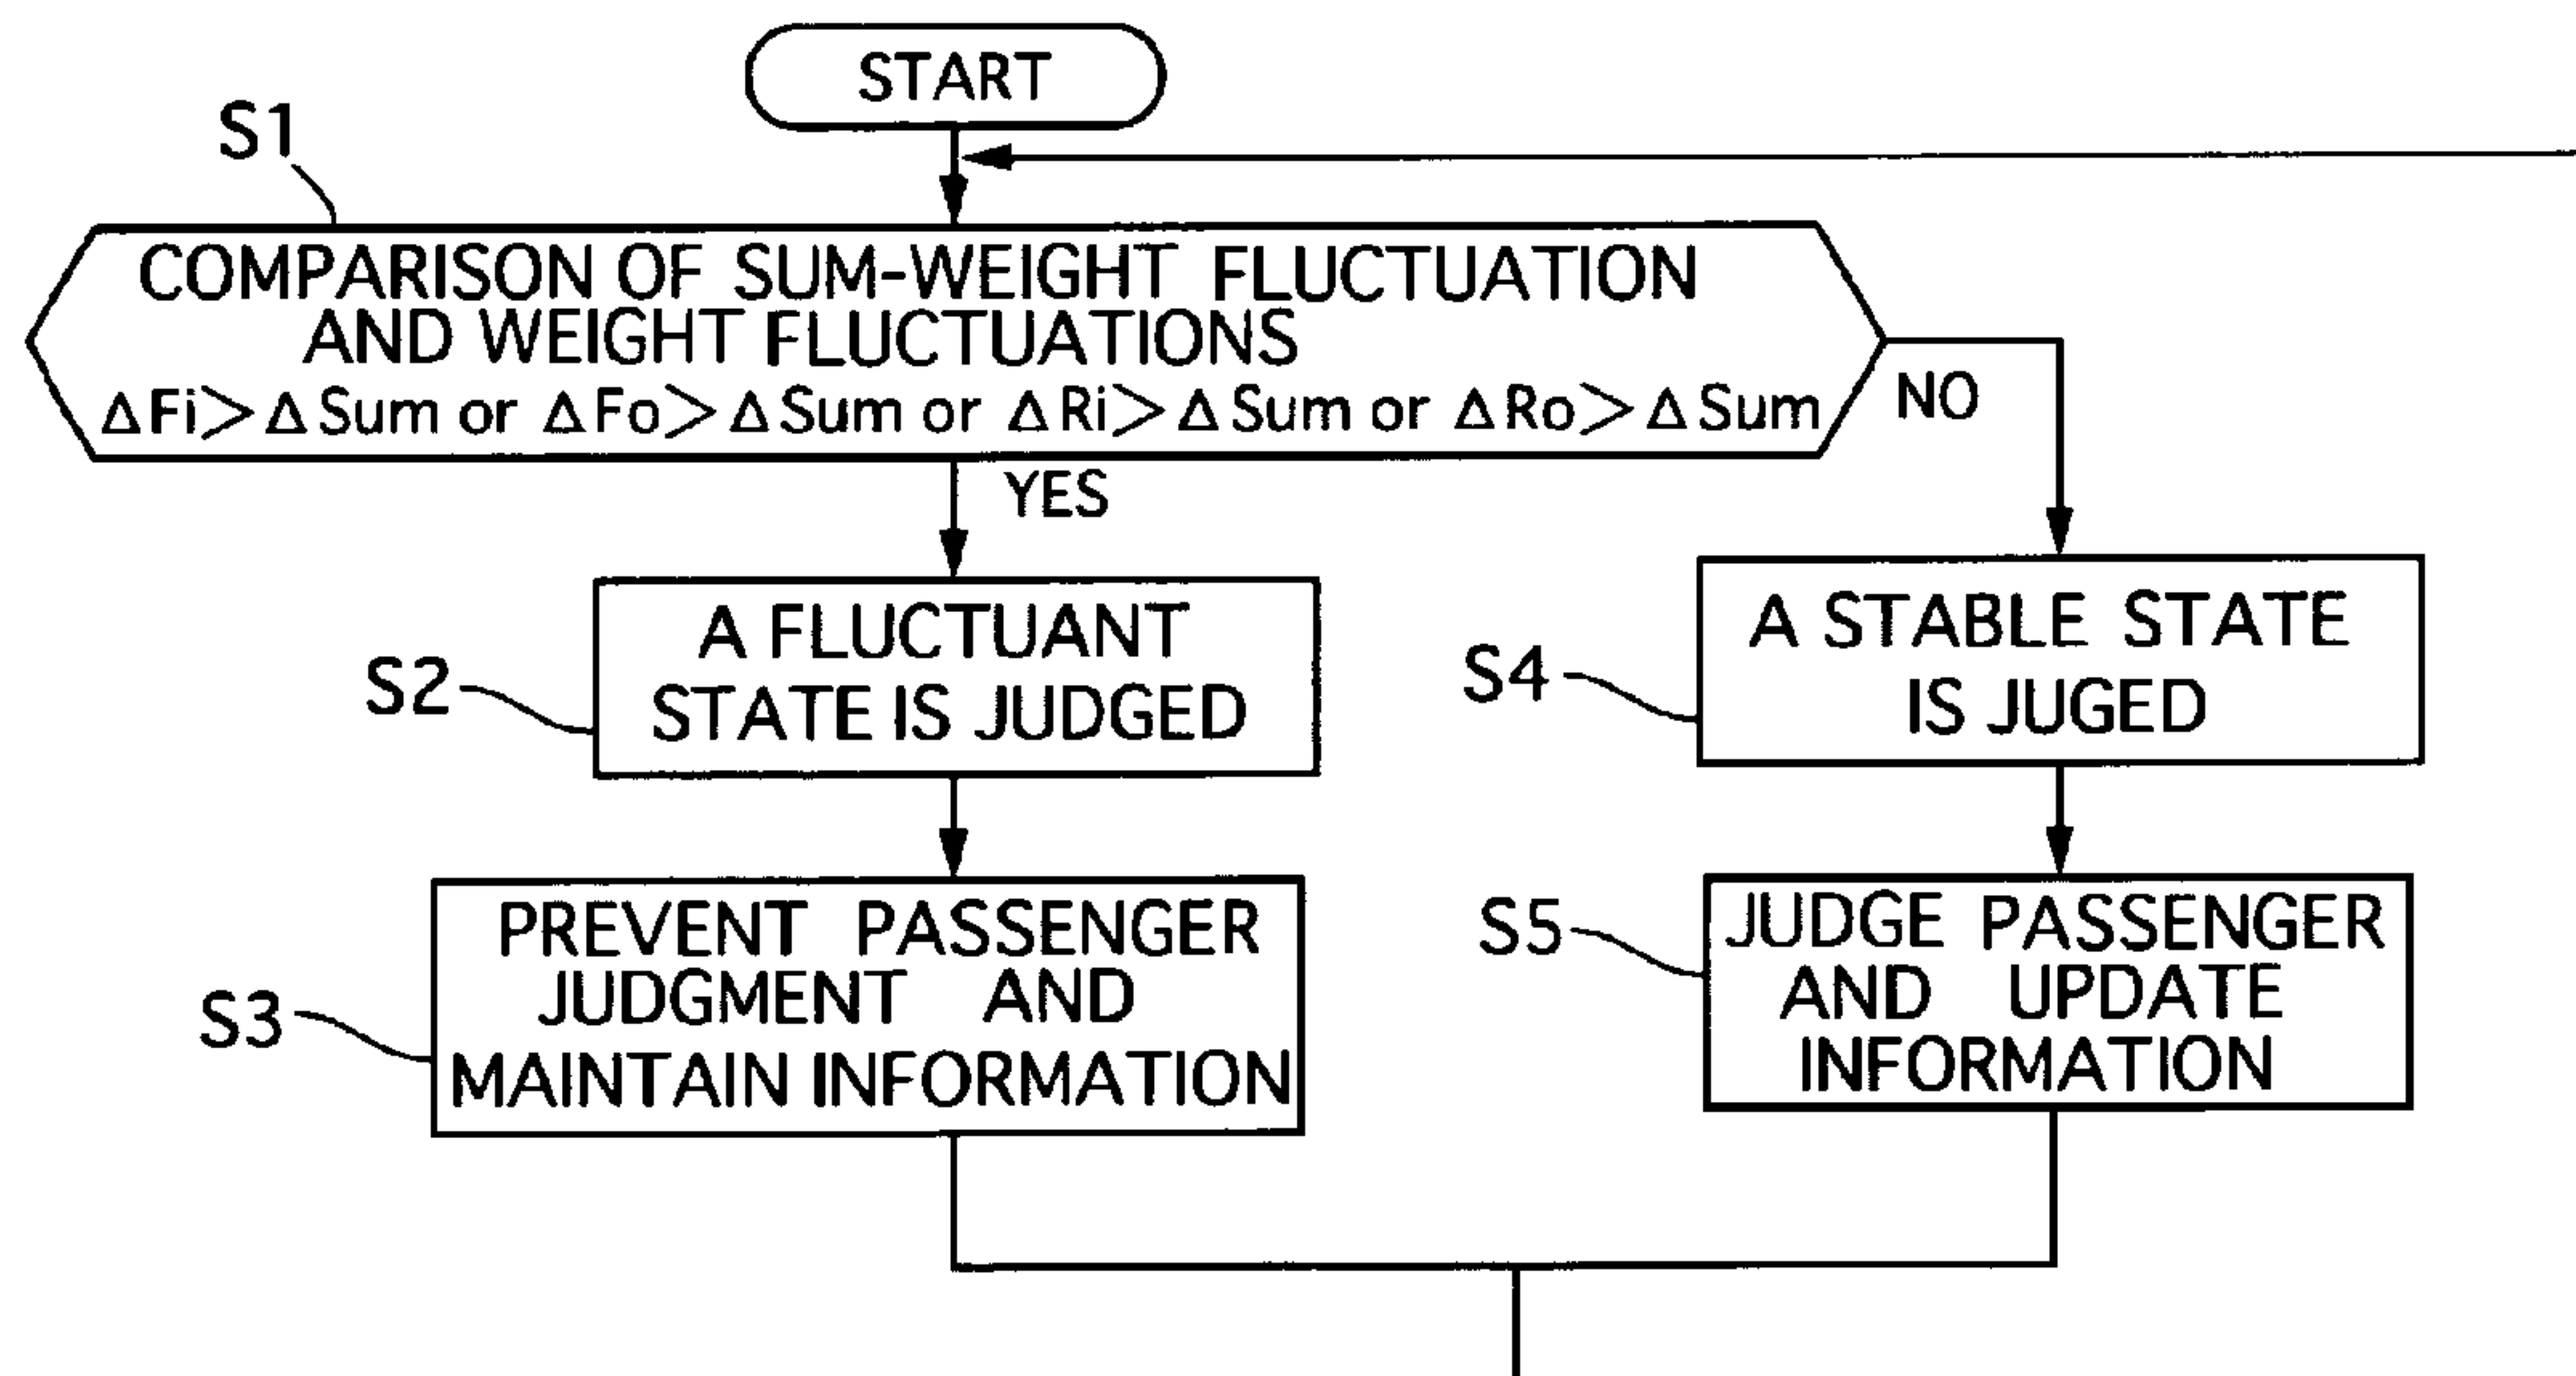 START
S1
COMPARISON OF SUM-WEIGHT FLUCTUATION
AND WEIGHT FLUCTUATIONS
ΔFi>ΔSum or ΔFo>ΔSum or ΔRi>ΔSum or ΔRo>ΔSum
NO
YES
S2
A FLUCTUANT
STATE IS JUDGED
S4
A STABLE STATE
IS JUGED
S3
PREVENT PASSENGER
JUDGMENT AND
MAINTAIN INFORMATION
S5
JUDGE PASSENGER
AND UPDATE
INFORMATION